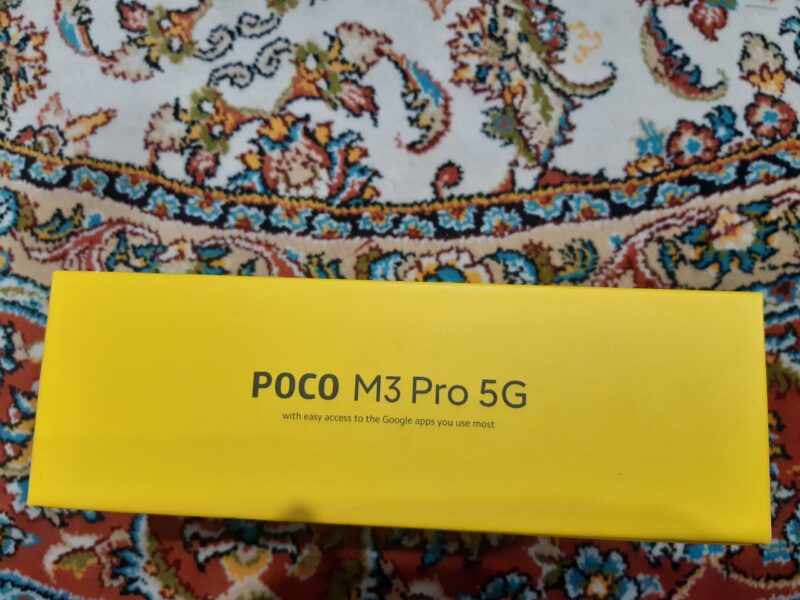 POCO M3 Pro 5G
with easy access to the Google apps you use most